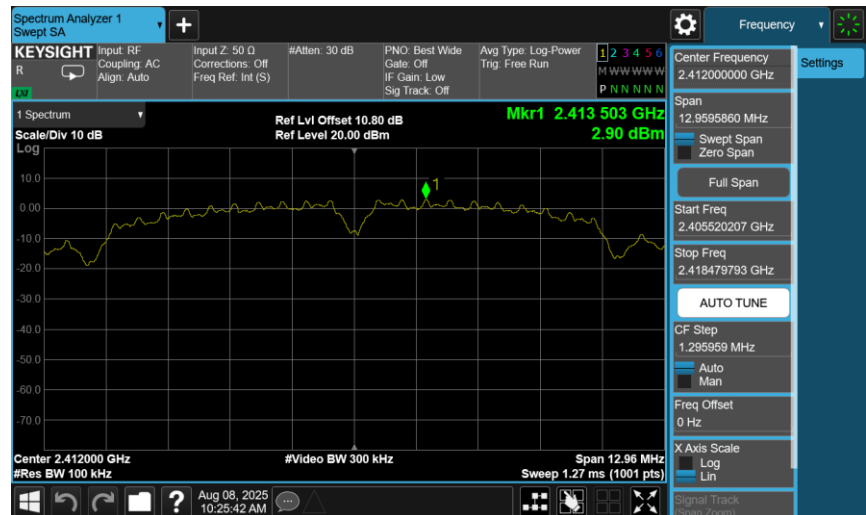 Spectrum Analyzer 1
Swept SA
+
Frequency
KEYSIGHT
R
LXI
Input: RF
Coupling: AC
Align: Auto
Input Z: 50 Ω
Corrections: Off
Freq Ref: Int (S)
#Atten: 30 dB
PNO: Best Wide
Gate: Off
IF Gain: Low
Sig Track: Off
Avg Type: Log-Power
Trig: Free Run
1 2 3 4 5 6
M W W W W W
P N N N N N
1 Spectrum
Scale/Div 10 dB
Log
Ref Lvl Offset 10.80 dB
Ref Level 20.00 dBm
Mkr1 2.413 503 GHz
2.90 dBm
10.0
0.00
-10.0
-20.0
-30.0
-40.0
-50.0
-60.0
-70.0
1
Center 2.412000 GHz
#Res BW 100 kHz
#Video BW 300 kHz
Span 12.96 MHz
Sweep 1.27 ms (1001 pts)
?
Aug 08, 2025
10:25:42 AM
Center Frequency
2.412000000 GHz
Span
12.9595860 MHz
Swept Span
Zero Span
Full Span
Start Freq
2.405520207 GHz
Stop Freq
2.418479793 GHz
AUTO TUNE
CF Step
1.295959 MHz
Auto
Man
Freq Offset
0 Hz
X Axis Scale
Log
Lin
Signal Track
(Span Zoom)
Settings